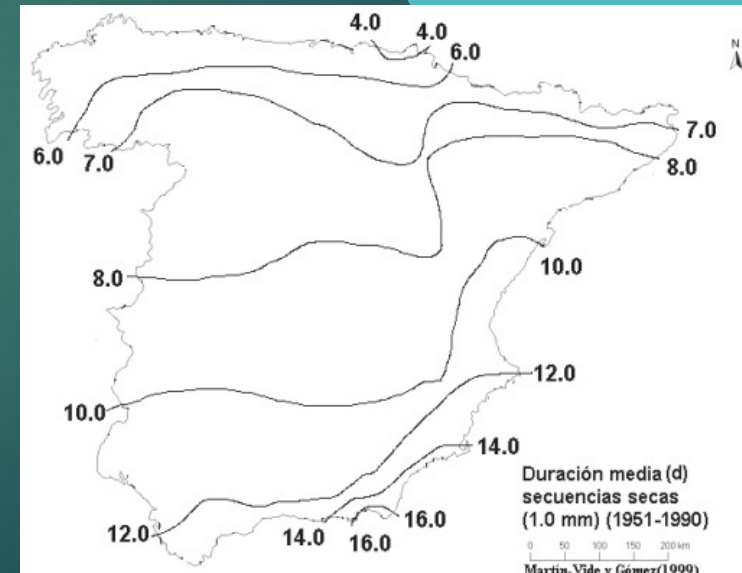 4.0
4.0
6.0
N
6.0
7.0
7.0
8.0
8.0
10.0
10.0
12.0
14.0
12.0
14.0
16.0
16.0
Duración media (d)
secuencias secas
(1.0 mm) (1951-1990)
0 50 100 150 200 km
Martín-Vide y Gómez(1999)